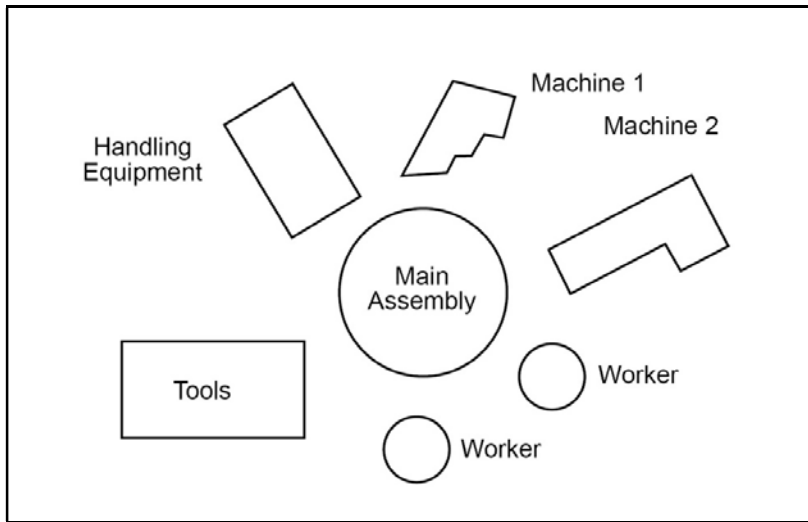 Machine 1
Machine 2
Handling
Equipment
Main
Assembly
Tools
Worker
Worker